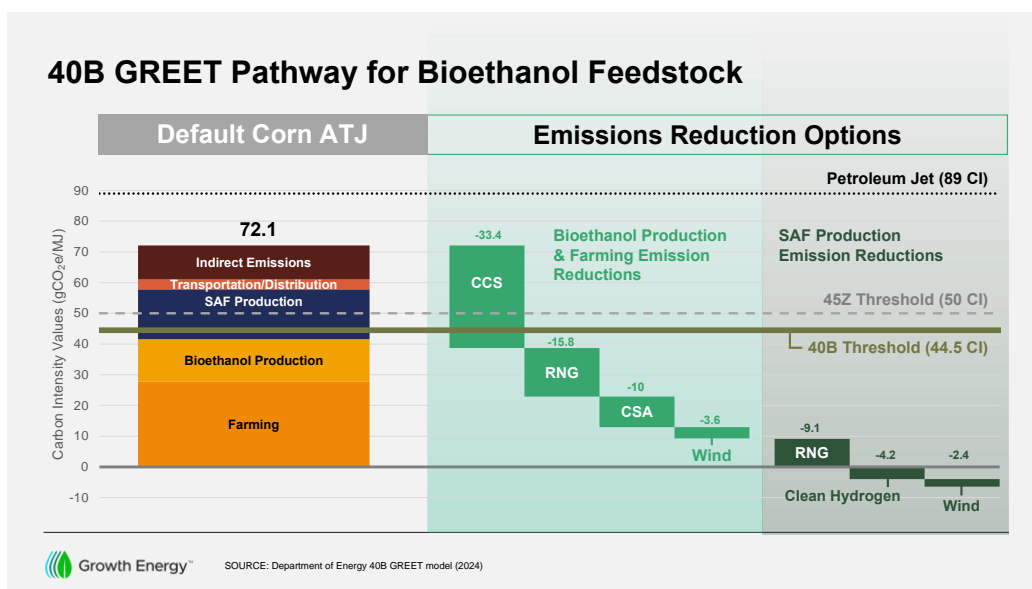 40B GREET Pathway for Bioethanol Feedstock
Default Corn ATJ
Emissions Reduction Options
Carbon Intensity Values (gCO₂e/MJ)
90
80
70
60
50
40
30
20
10
0
-10
72.1
Indirect Emissions
Transportation/Distribution
SAF Production
Bioethanol Production
Farming
-33.4
CCS
-15.8
RNG
-10
CSA
-3.6
Wind
Bioethanol Production
& Farming Emission
Reductions
Petroleum Jet (89 CI)
SAF Production
Emission Reductions
45Z Threshold (50 CI)
40B Threshold (44.5 CI)
-9.1
RNG
-4.2
Clean Hydrogen
-2.4
Wind
Growth Energy™
SOURCE: Department of Energy 40B GREET model (2024)